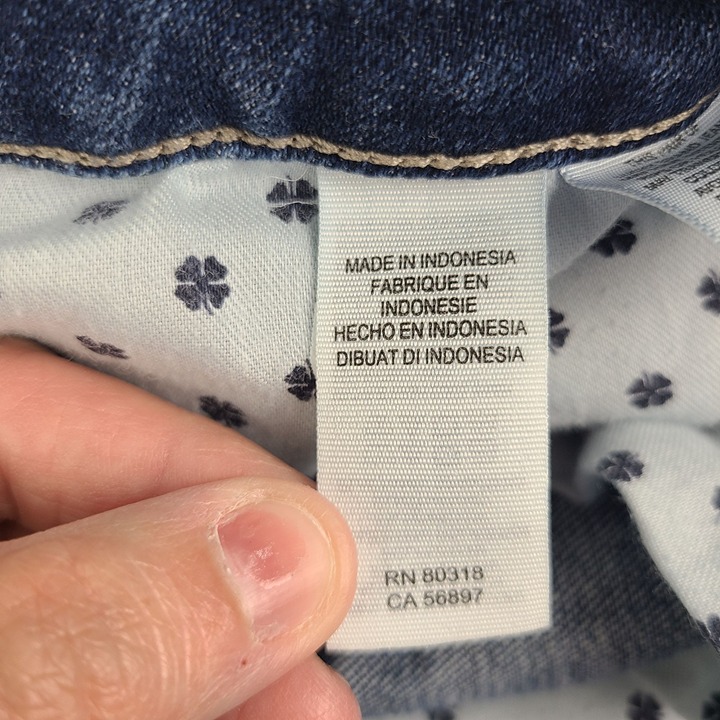 MADE IN INDONESIA
FABRIQUE EN
INDONESIE
HECHO EN INDONESIA
DIBUAT DI INDONESIA
RN 80318
CA 56897